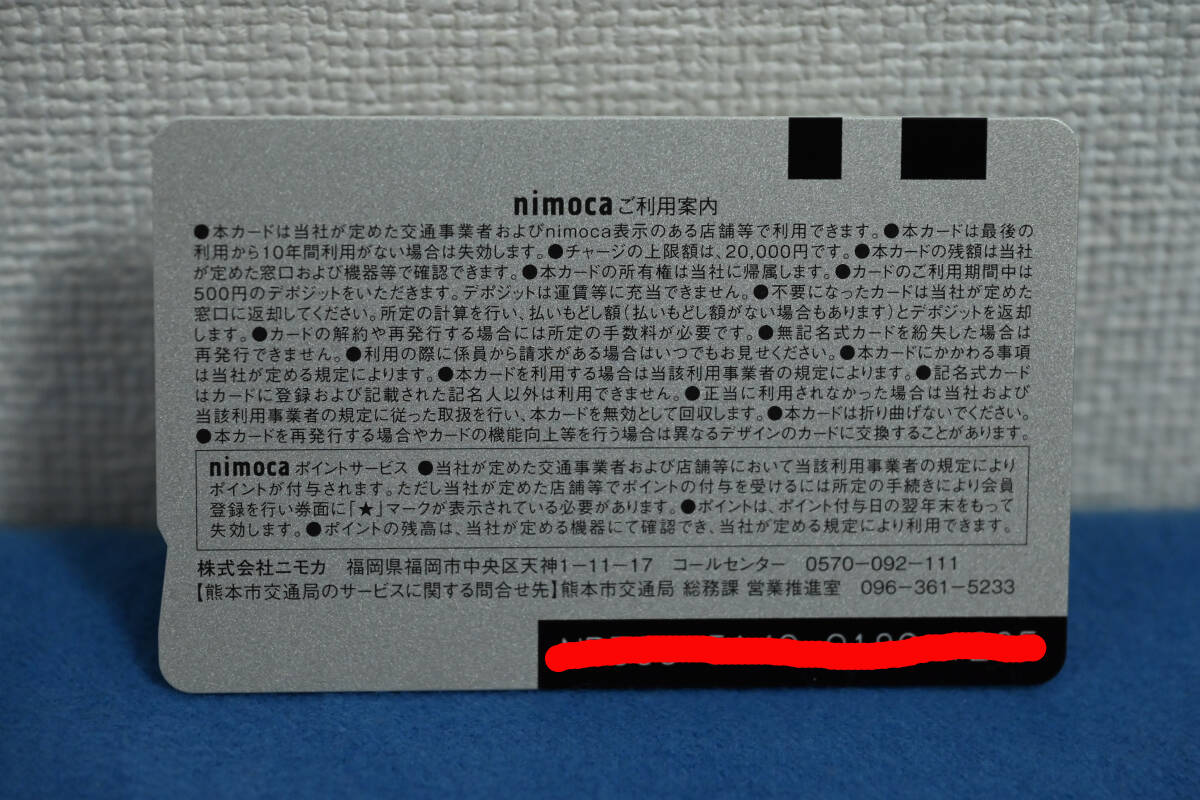 nimoca ご利用案内
●本カードは当社が定めた交通事業者およびnimoca表示のある店舗等で利用できます。●本カードは最後の
利用から10年間利用がない場合は失効します。●チャージの上限額は、20,000円です。●本カードの残額は当社
が定めた窓口および機器等で確認できます。●本カードの所有権は当社に帰属します。●カードのご利用期間中は
500円のデポジットをいただきます。デポジットは運賃等に充当できません。●不要になったカードは当社が定めた
窓口に返却してください。所定の計算を行い、払いもどし額(払いもどし額がない場合もあります)とデポジットを返却
します。●カードの解約や再発行する場合には所定の手数料が必要です。●無記名式カードを紛失した場合は
再発行できません。●利用の際に係員から請求がある場合はいつでもお見せください。●本カードにかかわる事項
は当社が定める規定によります。●本カードを利用する場合は当該利用事業者の規定によります。●記名式カード
はカードに登録および記載された記名人以外は利用できません。●正当に利用されなかった場合は当社および
当該利用事業者の規定に従った取扱を行い、本カードを無効として回収します。●本カードは折り曲げないでください。
●本カードを再発行する場合やカードの機能向上等を行う場合は異なるデザインのカードに交換することがあります。
nimoca ポイントサービス ●当社が定めた交通事業者および店舗等において当該利用事業者の規定により
ポイントが付与されます。ただし当社が定めた店舗等でポイントの付与を受けるには所定の手続きにより会員
登録を行い券面に「★」マークが表示されている必要があります。●ポイントは、ポイント付与日の翌年末をもって
失効します。●ポイントの残高は、当社が定める機器にて確認でき、当社が定める規定により利用できます。
株式会社ニモカ 福岡県福岡市中央区天神1-11-17 コールセンター 0570-092-111
【熊本市交通局のサービスに関する問合せ先】熊本市交通局 総務課 営業推進室 096-361-5233